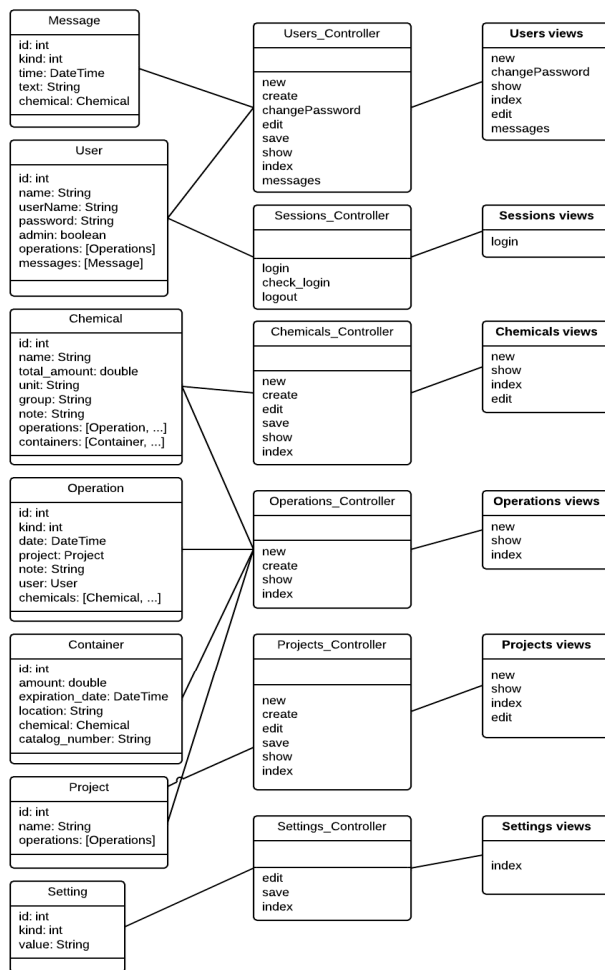 Message
id: int
kind: int
time: DateTime
text: String
chemical: Chemical
User
id: int
name: String
userName: String
password: String
admin: boolean
operations: [Operations]
messages: [Message]
Chemical
id: int
name: String
total_amount: double
unit: String
group: String
note: String
operations: [Operation, ...]
containers: [Container, ...]
Operation
id: int
kind: int
date: DateTime
project: Project
note: String
user: User
chemicals: [Chemical, ...]
Container
id: int
amount: double
expiration_date: DateTime
location: String
chemical: Chemical
catalog_number: String
Project
id: int
name: String
operations: [Operations]
Setting
id: int
kind: int
value: String
Users_Controller
new
create
changePassword
edit
save
show
index
messages
Sessions_Controller
login
check_login
logout
Chemicals_Controller
new
create
edit
save
show
index
Operations_Controller
new
create
show
index
Projects_Controller
new
create
edit
save
show
index
Settings_Controller
edit
save
index
Users views
new
changePassword
show
index
edit
messages
Sessions views
login
Chemicals views
new
show
index
edit
Operations views
new
show
index
Projects views
new
show
index
edit
Settings views
index